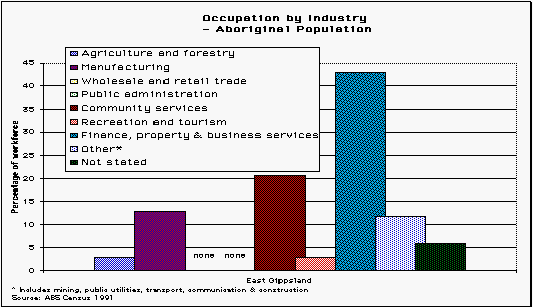 Occupation by Industry
- Aboriginal Population
Percentage of workforce
45
40
35
30
25
20
15
10
5
0
Agriculture and forestry
Manufacturing
Wholesale and retail trade
Public administration
Community services
Recreation and tourism
Finance, property & business services
Other*
Not stated
none none
East Gippsland
* Includes mining, public utilities, transport, communication & construction
Source: ABS Census 1991